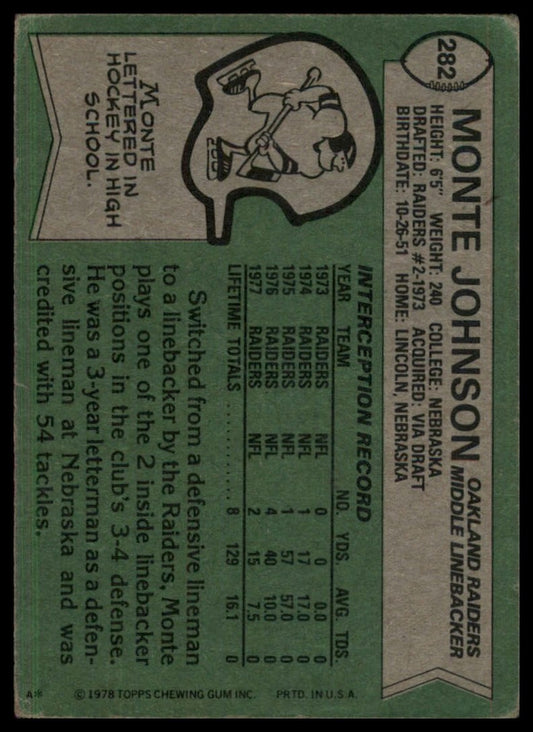 282
MONTE JOHNSON
OAKLAND RAIDERS
MIDDLE LINEBACKER
HEIGHT: 6'5" WEIGHT: 240 COLLEGE: NEBRASKA
DRAFTED: RAIDERS #2-1973 ACQUIRED: VIA DRAFT
BIRTHDATE: 10-26-51 HOME: LINCOLN, NEBRASKA
INTERCEPTION RECORD
YEAR TEAM NO. YDS. AVG. TDS
1973 RAIDERS NFL 0 0 0.0 0
1974 RAIDERS NFL 1 17 17.0 0
1975 RAIDERS NFL 1 57 57.0 0
1976 RAIDERS NFL 4 40 10.0 0
1977 RAIDERS NFL 2 15 7.5 0
LIFETIME TOTALS .......... 8 129 16.1 0
MONTE
LETTERED IN
HOCKEY IN HIGH
SCHOOL.
Switched from a defensive lineman
to a linebacker by the Raiders, Monte
plays one of the 2 inside linebacker
positions in the club's 3-4 defense.
He was a 3-year letterman as a defen-
sive lineman at Nebraska and was
credited with 54 tackles.
A* © 1978 TOPPS CHEWING GUM INC. PRTD. IN U.S.A.